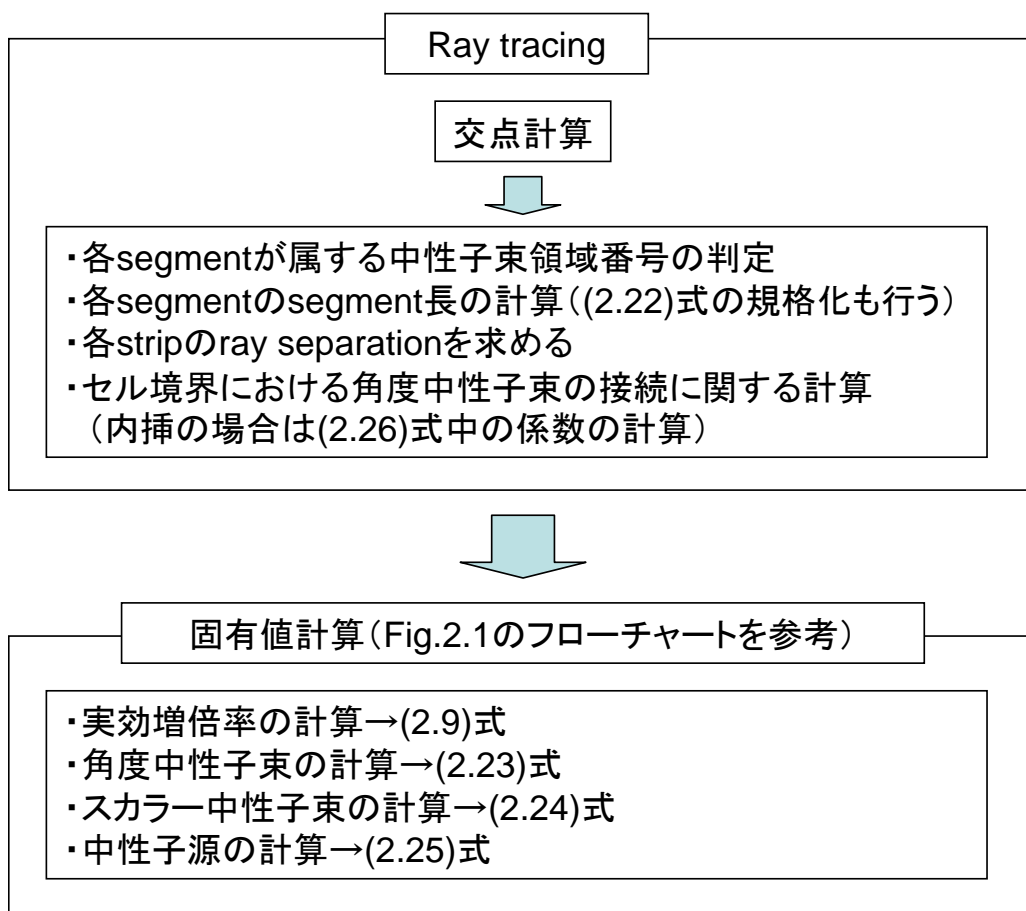 Ray tracing
交点計算
・各segmentが属する中性子束領域番号の判定
・各segmentのsegment長の計算（(2.22)式の規格化も行う）
・各stripのray separationを求める
・セル境界における角度中性子束の接続に関する計算
（内挿の場合は(2.26)式中の係数の計算）
固有値計算（Fig.2.1のフローチャートを参考）
・実効増倍率の計算→(2.9)式
・角度中性子束の計算→(2.23)式
・スカラー中性子束の計算→(2.24)式
・中性子源の計算→(2.25)式